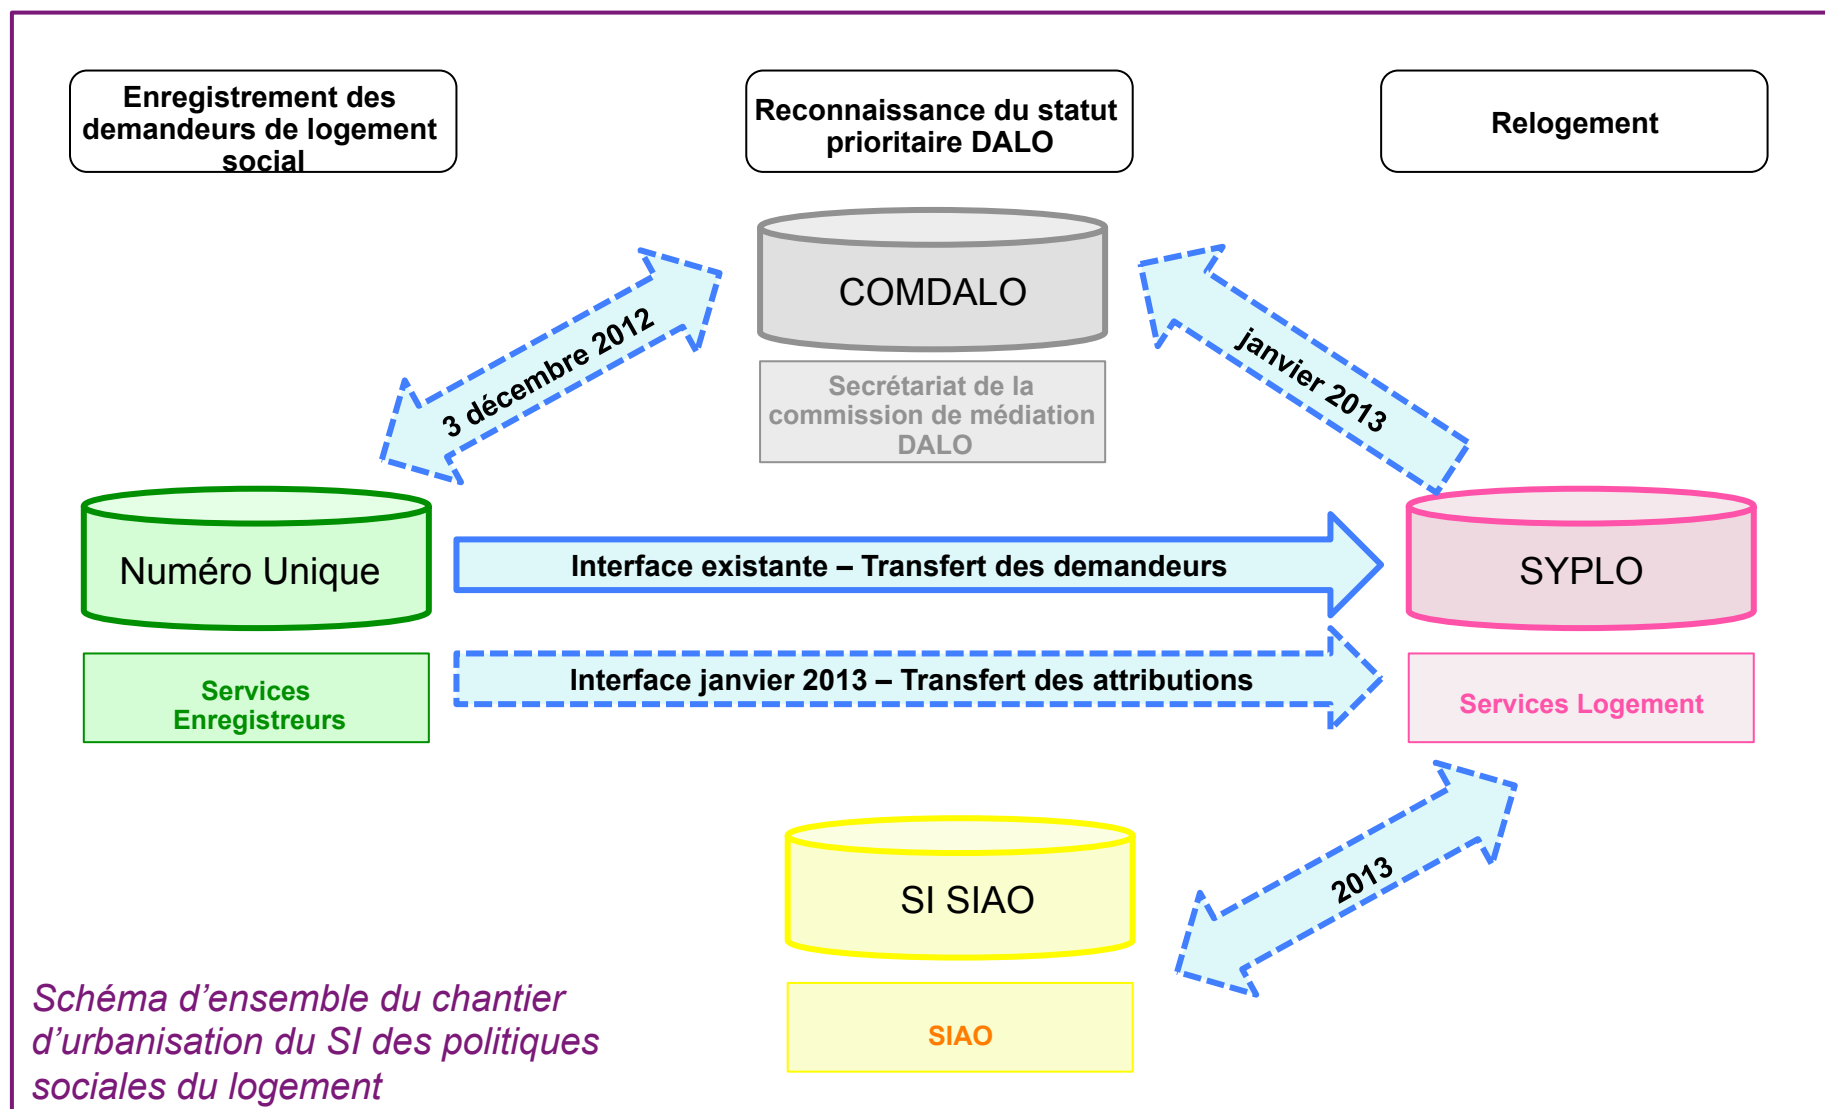 Enregistrement des
demandeurs de logement
social
Reconnaissance du statut
prioritaire DALO
Relogement
COMDALO
Secrétariat de la
commission de médiation
DALO
3 décembre 2012
janvier 2013
Numéro Unique
Interface existante – Transfert des demandeurs
SYPLO
Services
Enregistreurs
Interface janvier 2013 – Transfert des attributions
Services Logement
2013
SI SIAO
SIAO
Schéma d’ensemble du chantier
d’urbanisation du SI des politiques
sociales du logement